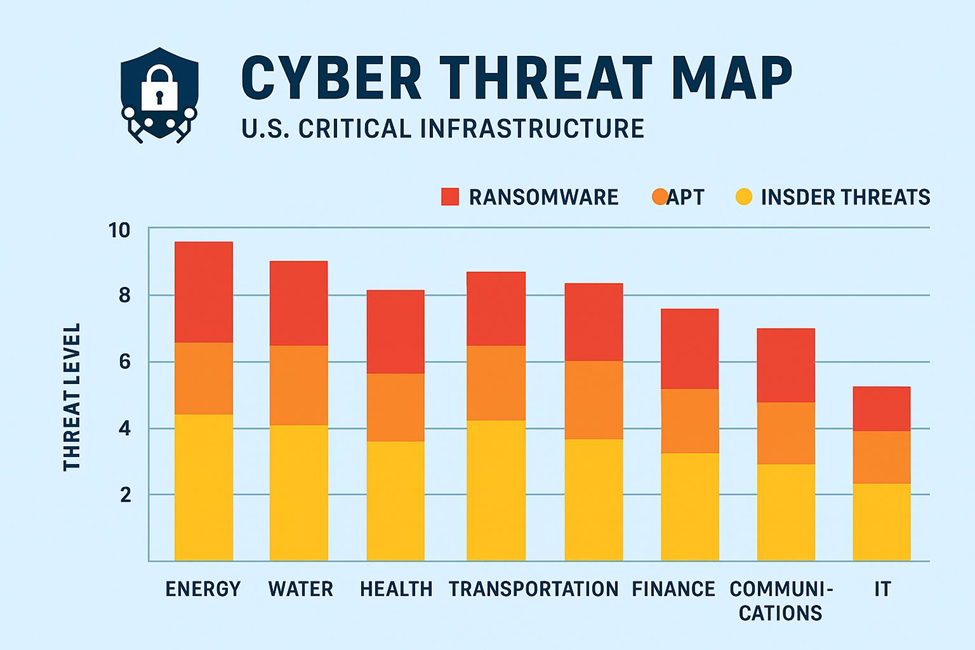 CYBER THREAT MAP
U.S. CRITICAL INFRASTRUCTURE
RANSOMWARE APT INSDER THREATS
10
8
6
4
2
THREAT LEVEL
ENERGY WATER HEALTH TRANSPORTATION FINANCE COMMUNI- IT
CATIONS